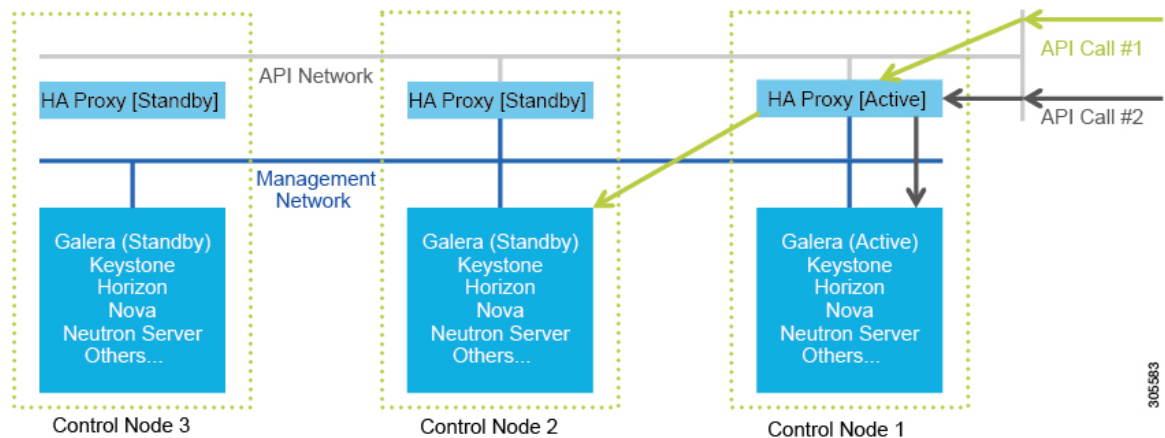 API Call #1
API Network
HA Proxy [Standby]
HA Proxy [Standby]
HA Proxy [Active]
API Call #2
Management
Network
Galera (Standby)
Keystone
Horizon
Nova
Neutron Server
Others...
Galera (Standby)
Keystone
Horizon
Nova
Neutron Server
Others...
Galera (Active)
Keystone
Horizon
Nova
Neutron Server
Others...
305583
Control Node 3
Control Node 2
Control Node 1